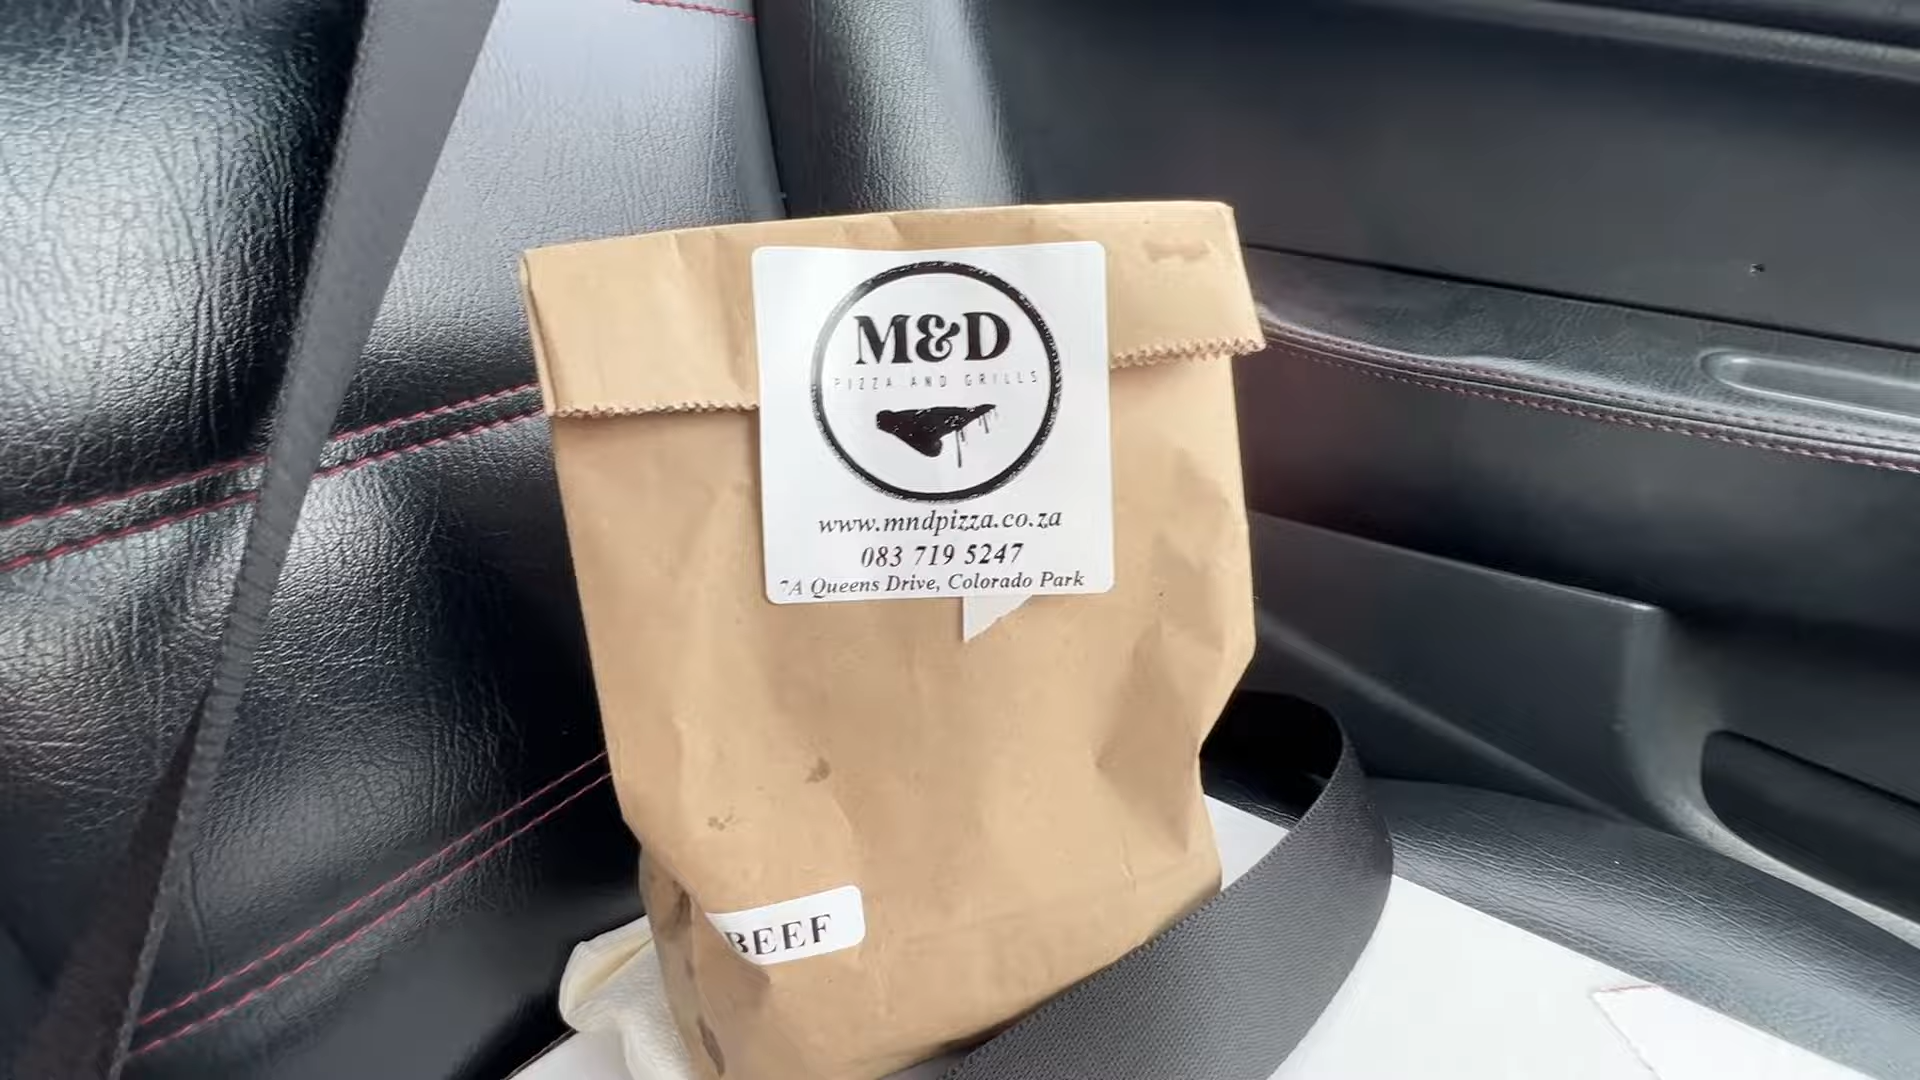 M&D
PIZZA AND GRILLS
www.mndpizza.co.za
083 719 5247
7A Queens Drive, Colorado Park
BEEF